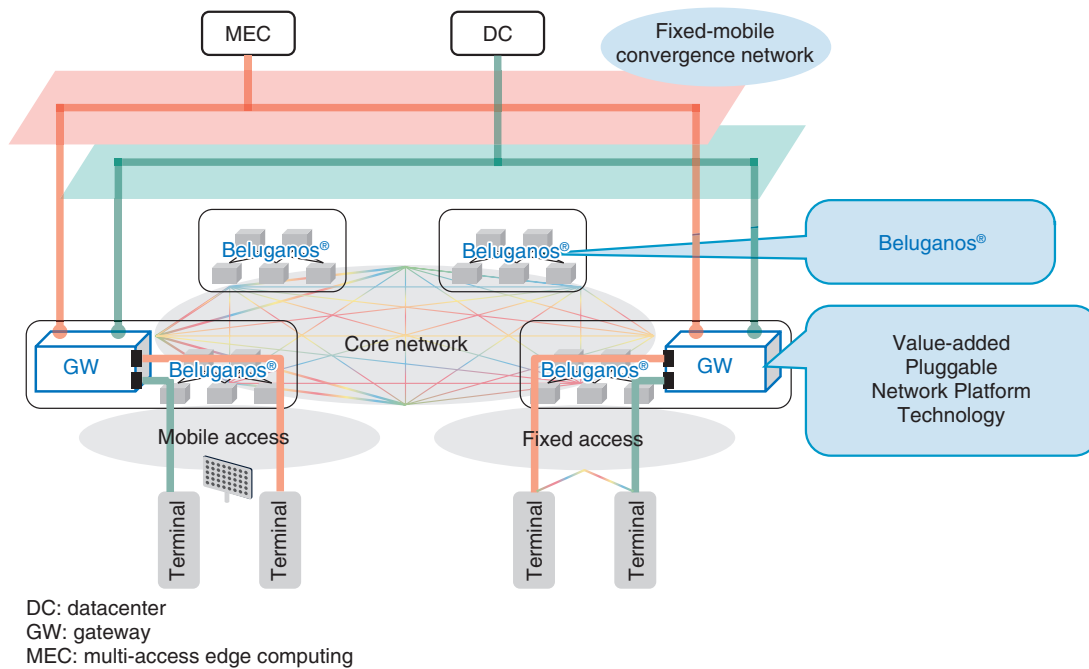 MEC
DC
Fixed-mobile
convergence network
Beluganos®
Beluganos®
Beluganos®
Core network
GW
Beluganos®
Beluganos®
GW
Value-added
Pluggable
Network Platform
Technology
Mobile access
Fixed access
Terminal
Terminal
Terminal
Terminal
DC: datacenter
GW: gateway
MEC: multi-access edge computing